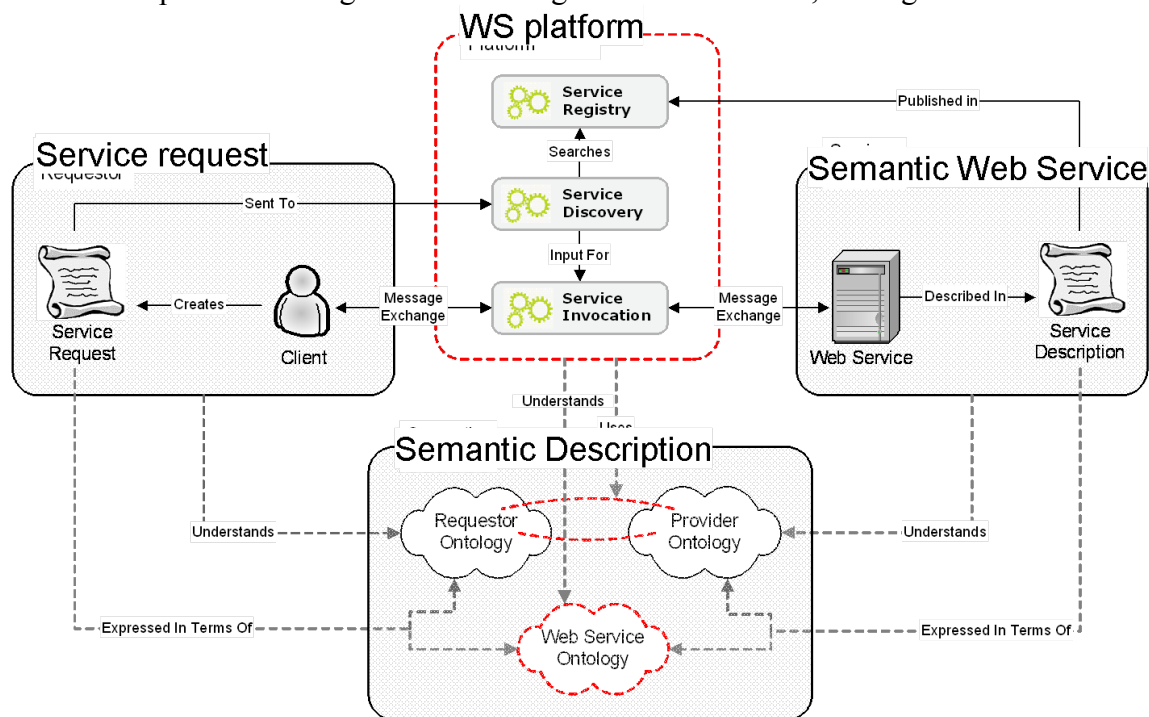 WS platform
Platform
Service
Registry
Published in
Service request
Requestor
Searches
Semantic Web Service
Sent To
Service
Discovery
Input For
Creates
Message
Exchange
Service
Invocation
Message
Exchange
Described In
Service
Request
Client
Web Service
Service
Description
Understands
Uses
Semantic Description
Requestor
Ontology
Provider
Ontology
Understands
Understands
Expressed In Terms Of
Web Service
Ontology
Expressed In Terms Of